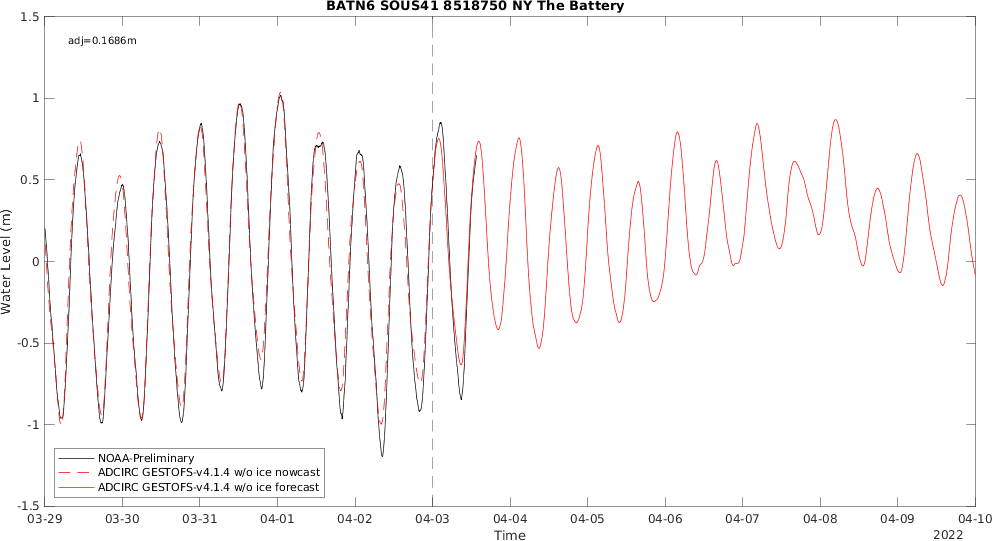 BATN6 SOUS41 8518750 NY The Battery
adj=0.1686m
1.5
1
0.5
0
-0.5
-1
-1.5
Water Level (m)
NOAA-Preliminary
ADCIRC GESTOFS-v4.1.4 w/o ice nowcast
ADCIRC GESTOFS-v4.1.4 w/o ice forecast
03-29 03-30 03-31 04-01 04-02 04-03 04-04 04-05 04-06 04-07 04-08 04-09 04-10
Time
2022